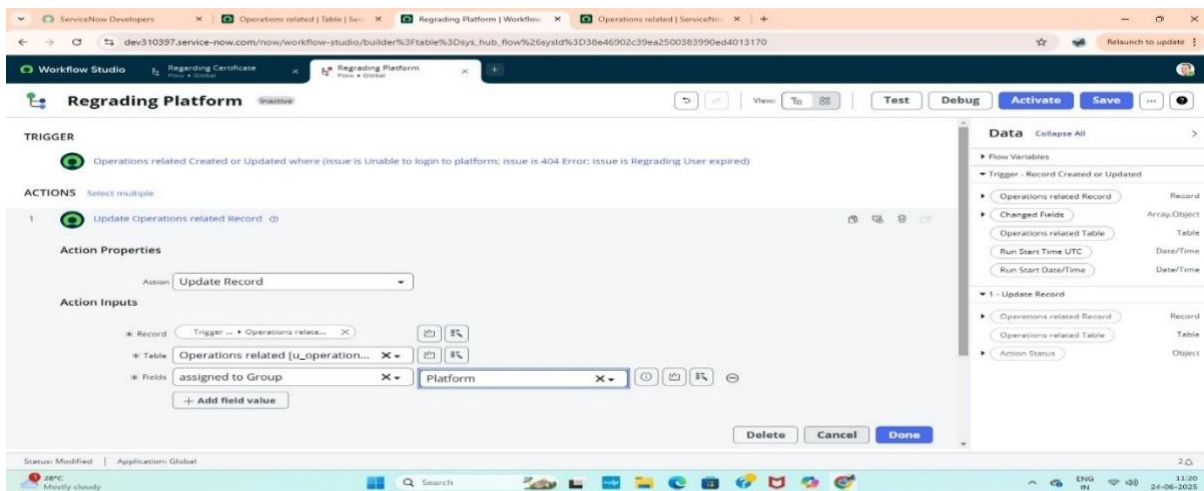 ServiceNow Developers
Operations related | Table | Ser
Regrading Platform | Workflow
Operations related | ServiceNo
dev310397.service-now.com/now/workflow-studio/builder%3Ftable%3Dsys_hub_flow%26sysId%3D38e46902c39ea2500383990ed4013170
Relaunch to update
Workflow Studio
Regarding Certificate
Flow • Global
Regrading Platform
Flow • Global
Regrading Platform Inactive
View:
Test Debug Activate Save
TRIGGER
Operations related Created or Updated where (issue is Unable to login to platform; issue is 404 Error; issue is Regrading User expired)
ACTIONS Select multiple
1 Update Operations related Record
Action Properties
Action Update Record
Action Inputs
* Record Trigger ... ▸ Operations relate...
* Table Operations related [u_operation...
* Fields assigned to Group Platform
+ Add field value
Delete Cancel Done
Data Collapse All
Flow Variables
Trigger - Record Created or Updated
Operations related Record Record
Changed Fields Array.Object
Operations related Table Table
Run Start Time UTC Date/Time
Run Start Date/Time Date/Time
1 - Update Record
Operations related Record Record
Operations related Table Table
Action Status Object
Status: Modified | Application: Global
2
28°C
Mostly cloudy
Search
ENG
IN
11:20
24-06-2025